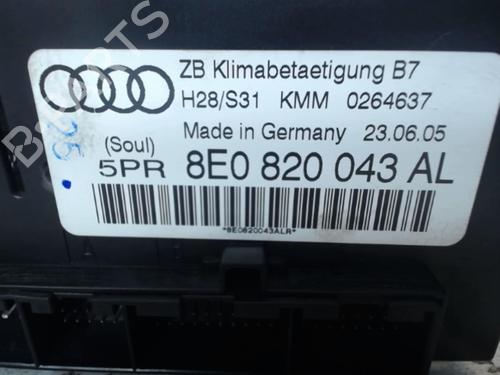 ZB Klimabetaetigung B7
H28/S31 KMM 0264637
Made in Germany 23.06.05
(Soul)
5PR 8E0 820 043 AL
*8E0820043ALR*
25